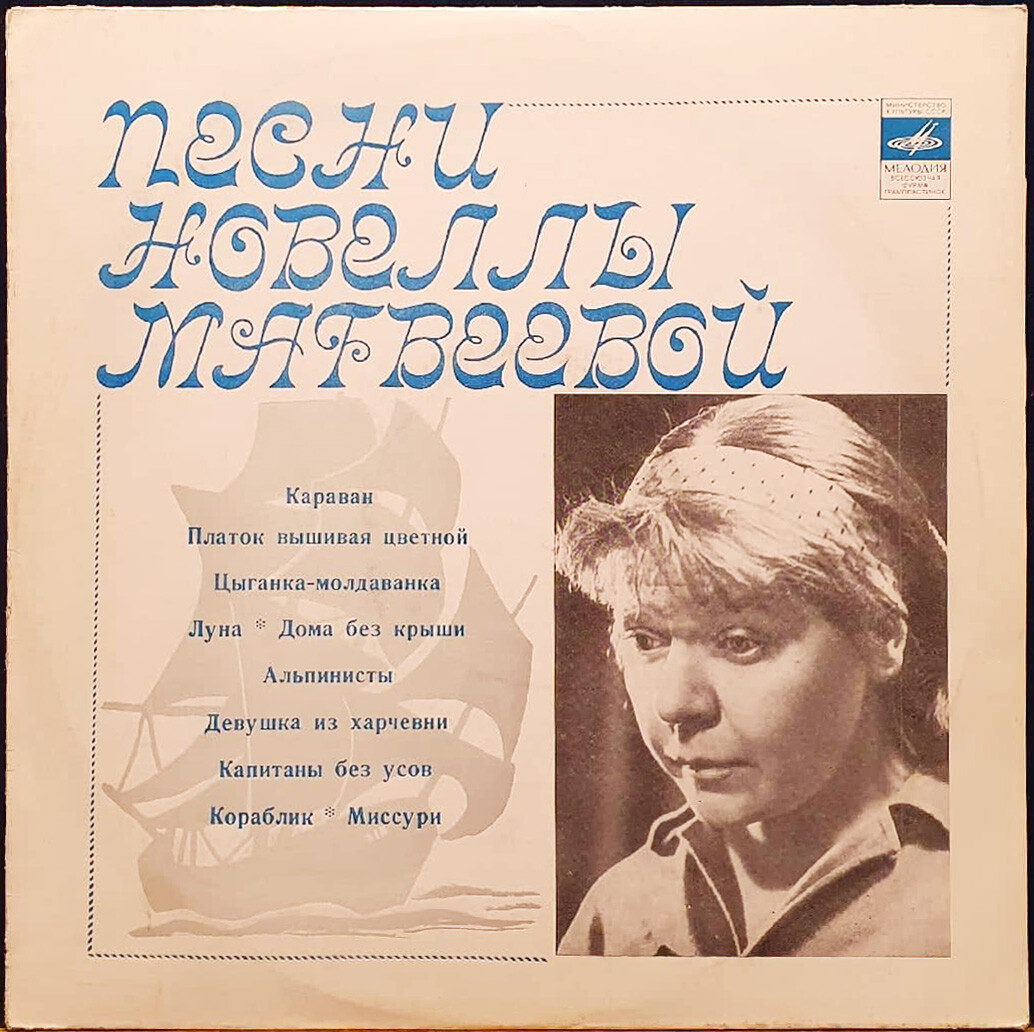 ПЕСНИ
НОВЕЛЛЫ
МАТВЕЕВОЙ
МИНИСТЕРСТВО
КУЛЬТУРЫ СССР
МЕЛОДИЯ
ВСЕСОЮЗНАЯ
ФИРМА
ГРАМПЛАСТИНОК
Караван
Платок вышивая цветной
Цыганка-молдаванка
Луна * Дома без крыши
Альпинисты
Девушка из харчевни
Капитаны без усов
Кораблик * Миссури